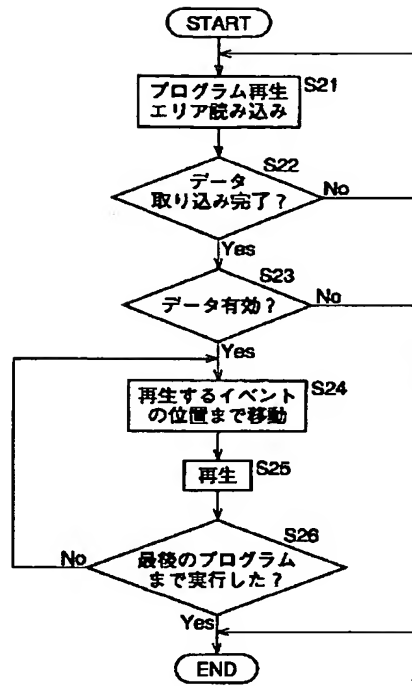 START
S21
プログラム再生
エリア読み込み
S22
データ
取り込み完了?
No
Yes
S23
データ有効?
No
Yes
S24
再生するイベント
の位置まで移動
S25
再生
S26
最後のプログラム
まで実行した?
No
Yes
END